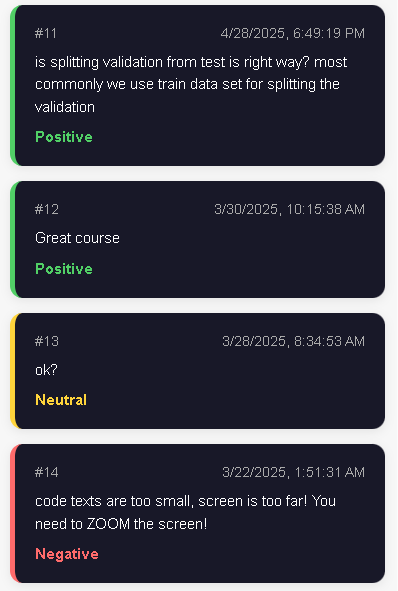 #11 4/28/2025, 6:49:19 PM
is splitting validation from test is right way? most
commonly we use train data set for splitting the
validation
Positive
#12 3/30/2025, 10:15:38 AM
Great course
Positive
#13 3/28/2025, 8:34:53 AM
ok?
Neutral
#14 3/22/2025, 1:51:31 AM
code texts are too small, screen is too far! You
need to ZOOM the screen!
Negative